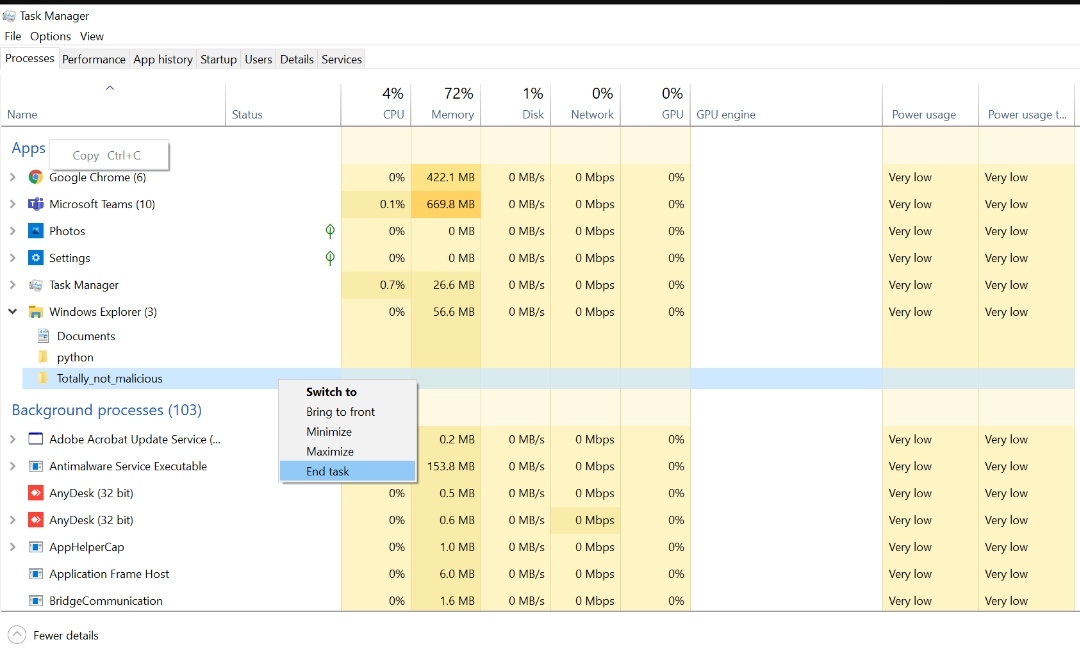 Task Manager
File Options View
Processes Performance App history Startup Users Details Services
4% 72% 1% 0% 0%
Name Status CPU Memory Disk Network GPU GPU engine Power usage Power usage t...
Apps
Copy Ctrl+C
Google Chrome (6) 0% 422.1 MB 0 MB/s 0 Mbps 0% Very low Very low
Microsoft Teams (10) 0.1% 669.8 MB 0 MB/s 0 Mbps 0% Very low Very low
Photos 0% 0 MB 0 MB/s 0 Mbps 0% Very low Very low
Settings 0% 0 MB 0 MB/s 0 Mbps 0% Very low Very low
Task Manager 0.7% 26.6 MB 0 MB/s 0 Mbps 0% Very low Very low
Windows Explorer (3) 0% 56.6 MB 0 MB/s 0 Mbps 0% Very low Very low
Documents
python
Totally_not_malicious
Switch to
Bring to front
Minimize
Maximize
End task
Background processes (103)
Adobe Acrobat Update Service (... 0.2 MB 0 MB/s 0 Mbps 0% Very low Very low
Antimalware Service Executable 153.8 MB 0 MB/s 0 Mbps 0% Very low Very low
AnyDesk (32 bit) 0% 0.5 MB 0 MB/s 0 Mbps 0% Very low Very low
AnyDesk (32 bit) 0% 0.6 MB 0 MB/s 0 Mbps 0% Very low Very low
AppHelperCap 0% 1.0 MB 0 MB/s 0 Mbps 0% Very low Very low
Application Frame Host 0% 6.0 MB 0 MB/s 0 Mbps 0% Very low Very low
BridgeCommunication 0% 1.6 MB 0 MB/s 0 Mbps 0% Very low Very low
Fewer details